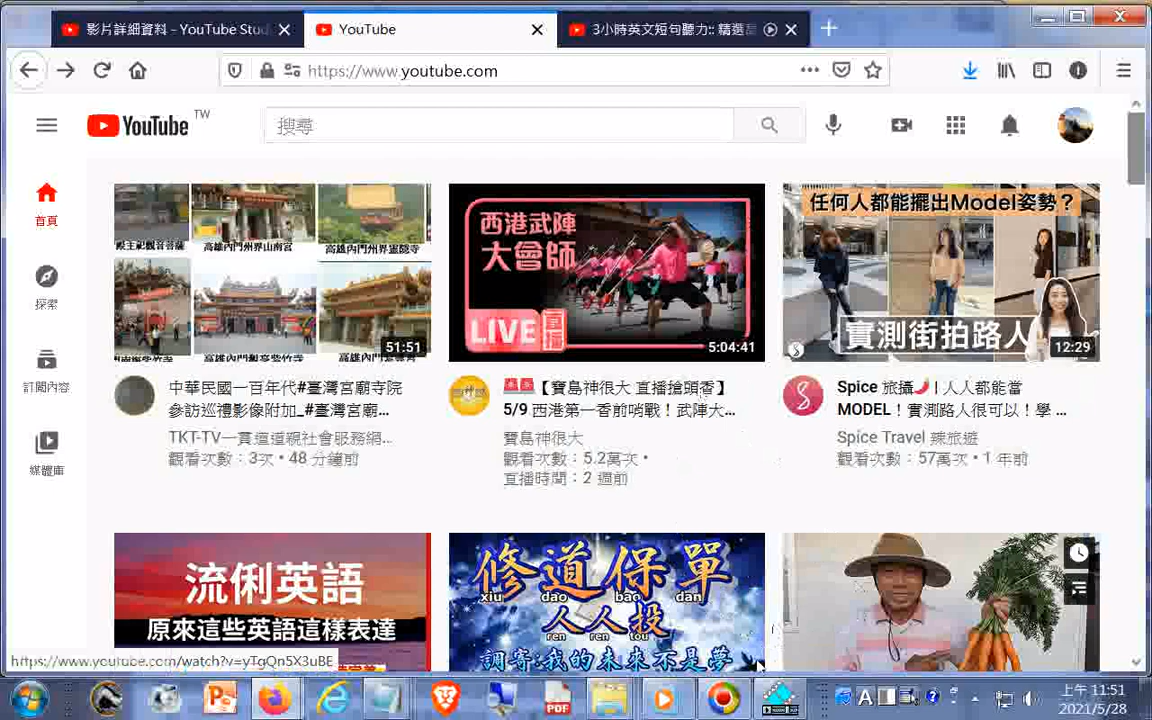 影片詳細資料 - YouTube Stud
YouTube
3小時英文短句聽力:: 精選
https://www.youtube.com
YouTube TW
搜尋
首頁
探索
訂閱內容
媒體庫
高雄內門州界山南宮
51:51
西港武陣
大會師
LIVE
5:04:41
任何人都能擺出Model姿勢？
實測街拍路人
12:29
中華民國一百年代#臺灣宮廟寺院
參訪巡禮影像附加_#臺灣宮廟...
TKT-TV一貫道道親社會服務網...
觀看次數：3次 • 48 分鐘前
【寶島神很大 直播搶頭香】
5/9 西港第一香前哨戰！武陣大...
寶島神很大
觀看次數：5.2萬次 •
直播時間：2 週前
Spice 旅攝🌶️ l 人人都能當
MODEL！實測路人很可以！學 ...
Spice Travel 辣旅遊
觀看次數：57萬次 • 1 年前
流俐英語
原來這些英語這樣表達
修道保單
xiu dao bao dan
人人投
ren ren tou
調寄:我的未來不是夢
https://www.youtube.com/watch?v=yTgQn5X3uBE
PDF
A
上午 11:51
2021/5/28